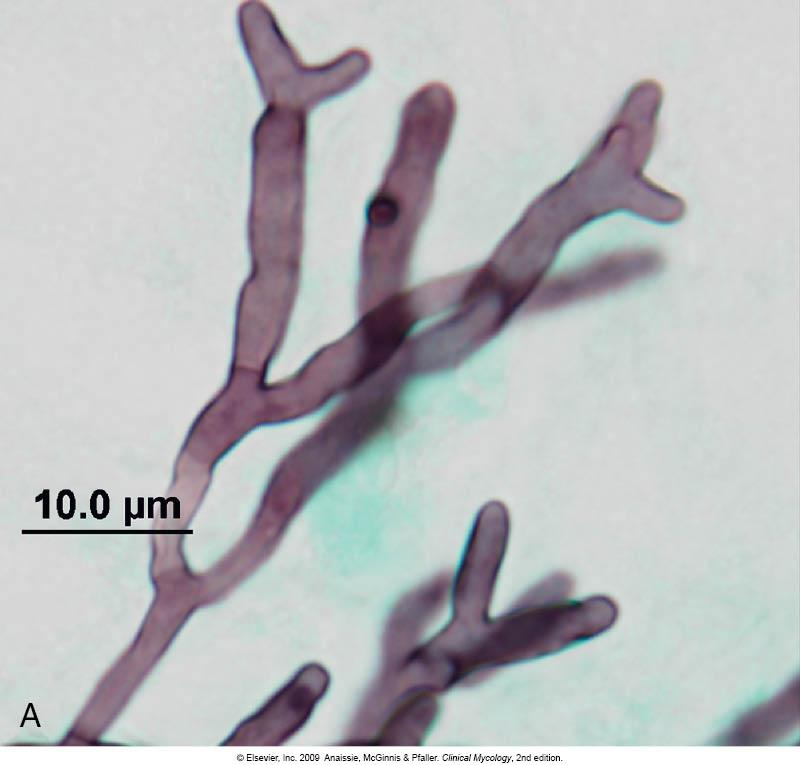 10.0 µm
A
© Elsevier, Inc. 2009 Anaissie, McGinnis & Pfaller. Clinical Mycology, 2nd edition.